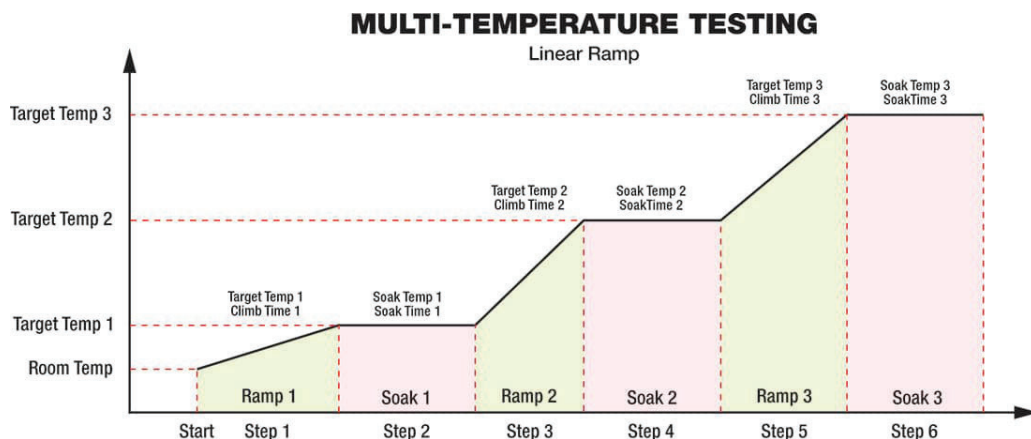 MULTI-TEMPERATURE TESTING
Linear Ramp
Target Temp 3
Climb Time 3
Soak Temp 3
SoakTime 3
Target Temp 3
Target Temp 2
Climb Time 2
Soak Temp 2
SoakTime 2
Target Temp 2
Target Temp 1
Climb Time 1
Soak Temp 1
Soak Time 1
Target Temp 1
Room Temp
Ramp 1
Soak 1
Ramp 2
Soak 2
Ramp 3
Soak 3
Start
Step 1
Step 2
Step 3
Step 4
Step 5
Step 6